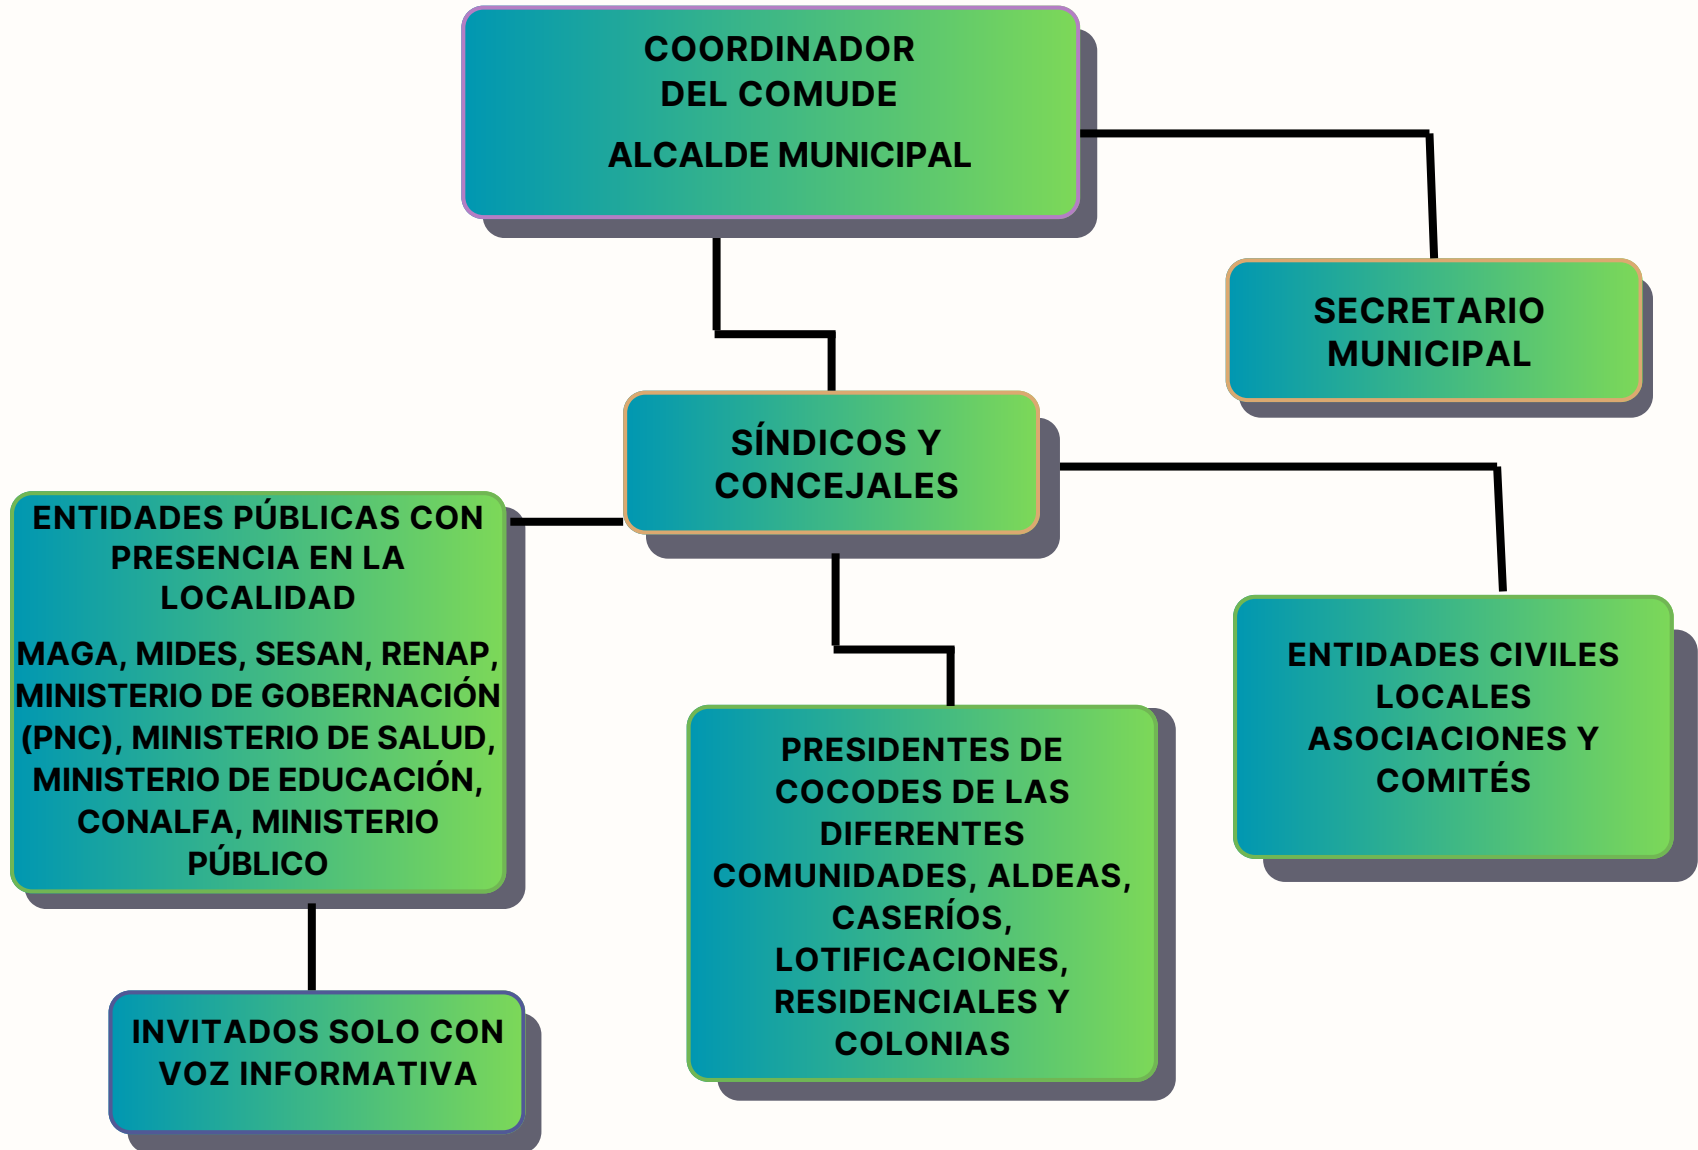 COORDINADOR
DEL COMUDE
ALCALDE MUNICIPAL
SECRETARIO
MUNICIPAL
SÍNDICOS Y
CONCEJALES
ENTIDADES PÚBLICAS CON
PRESENCIA EN LA
LOCALIDAD
MAGA, MIDES, SESAN, RENAP,
MINISTERIO DE GOBERNACIÓN
(PNC), MINISTERIO DE SALUD,
MINISTERIO DE EDUCACIÓN,
CONALFA, MINISTERIO
PÚBLICO
ENTIDADES CIVILES
LOCALES
ASOCIACIONES Y
COMITÉS
PRESIDENTES DE
COCODES DE LAS
DIFERENTES
COMUNIDADES, ALDEAS,
CASERÍOS,
LOTIFICACIONES,
RESIDENCIALES Y
COLONIAS
INVITADOS SOLO CON
VOZ INFORMATIVA